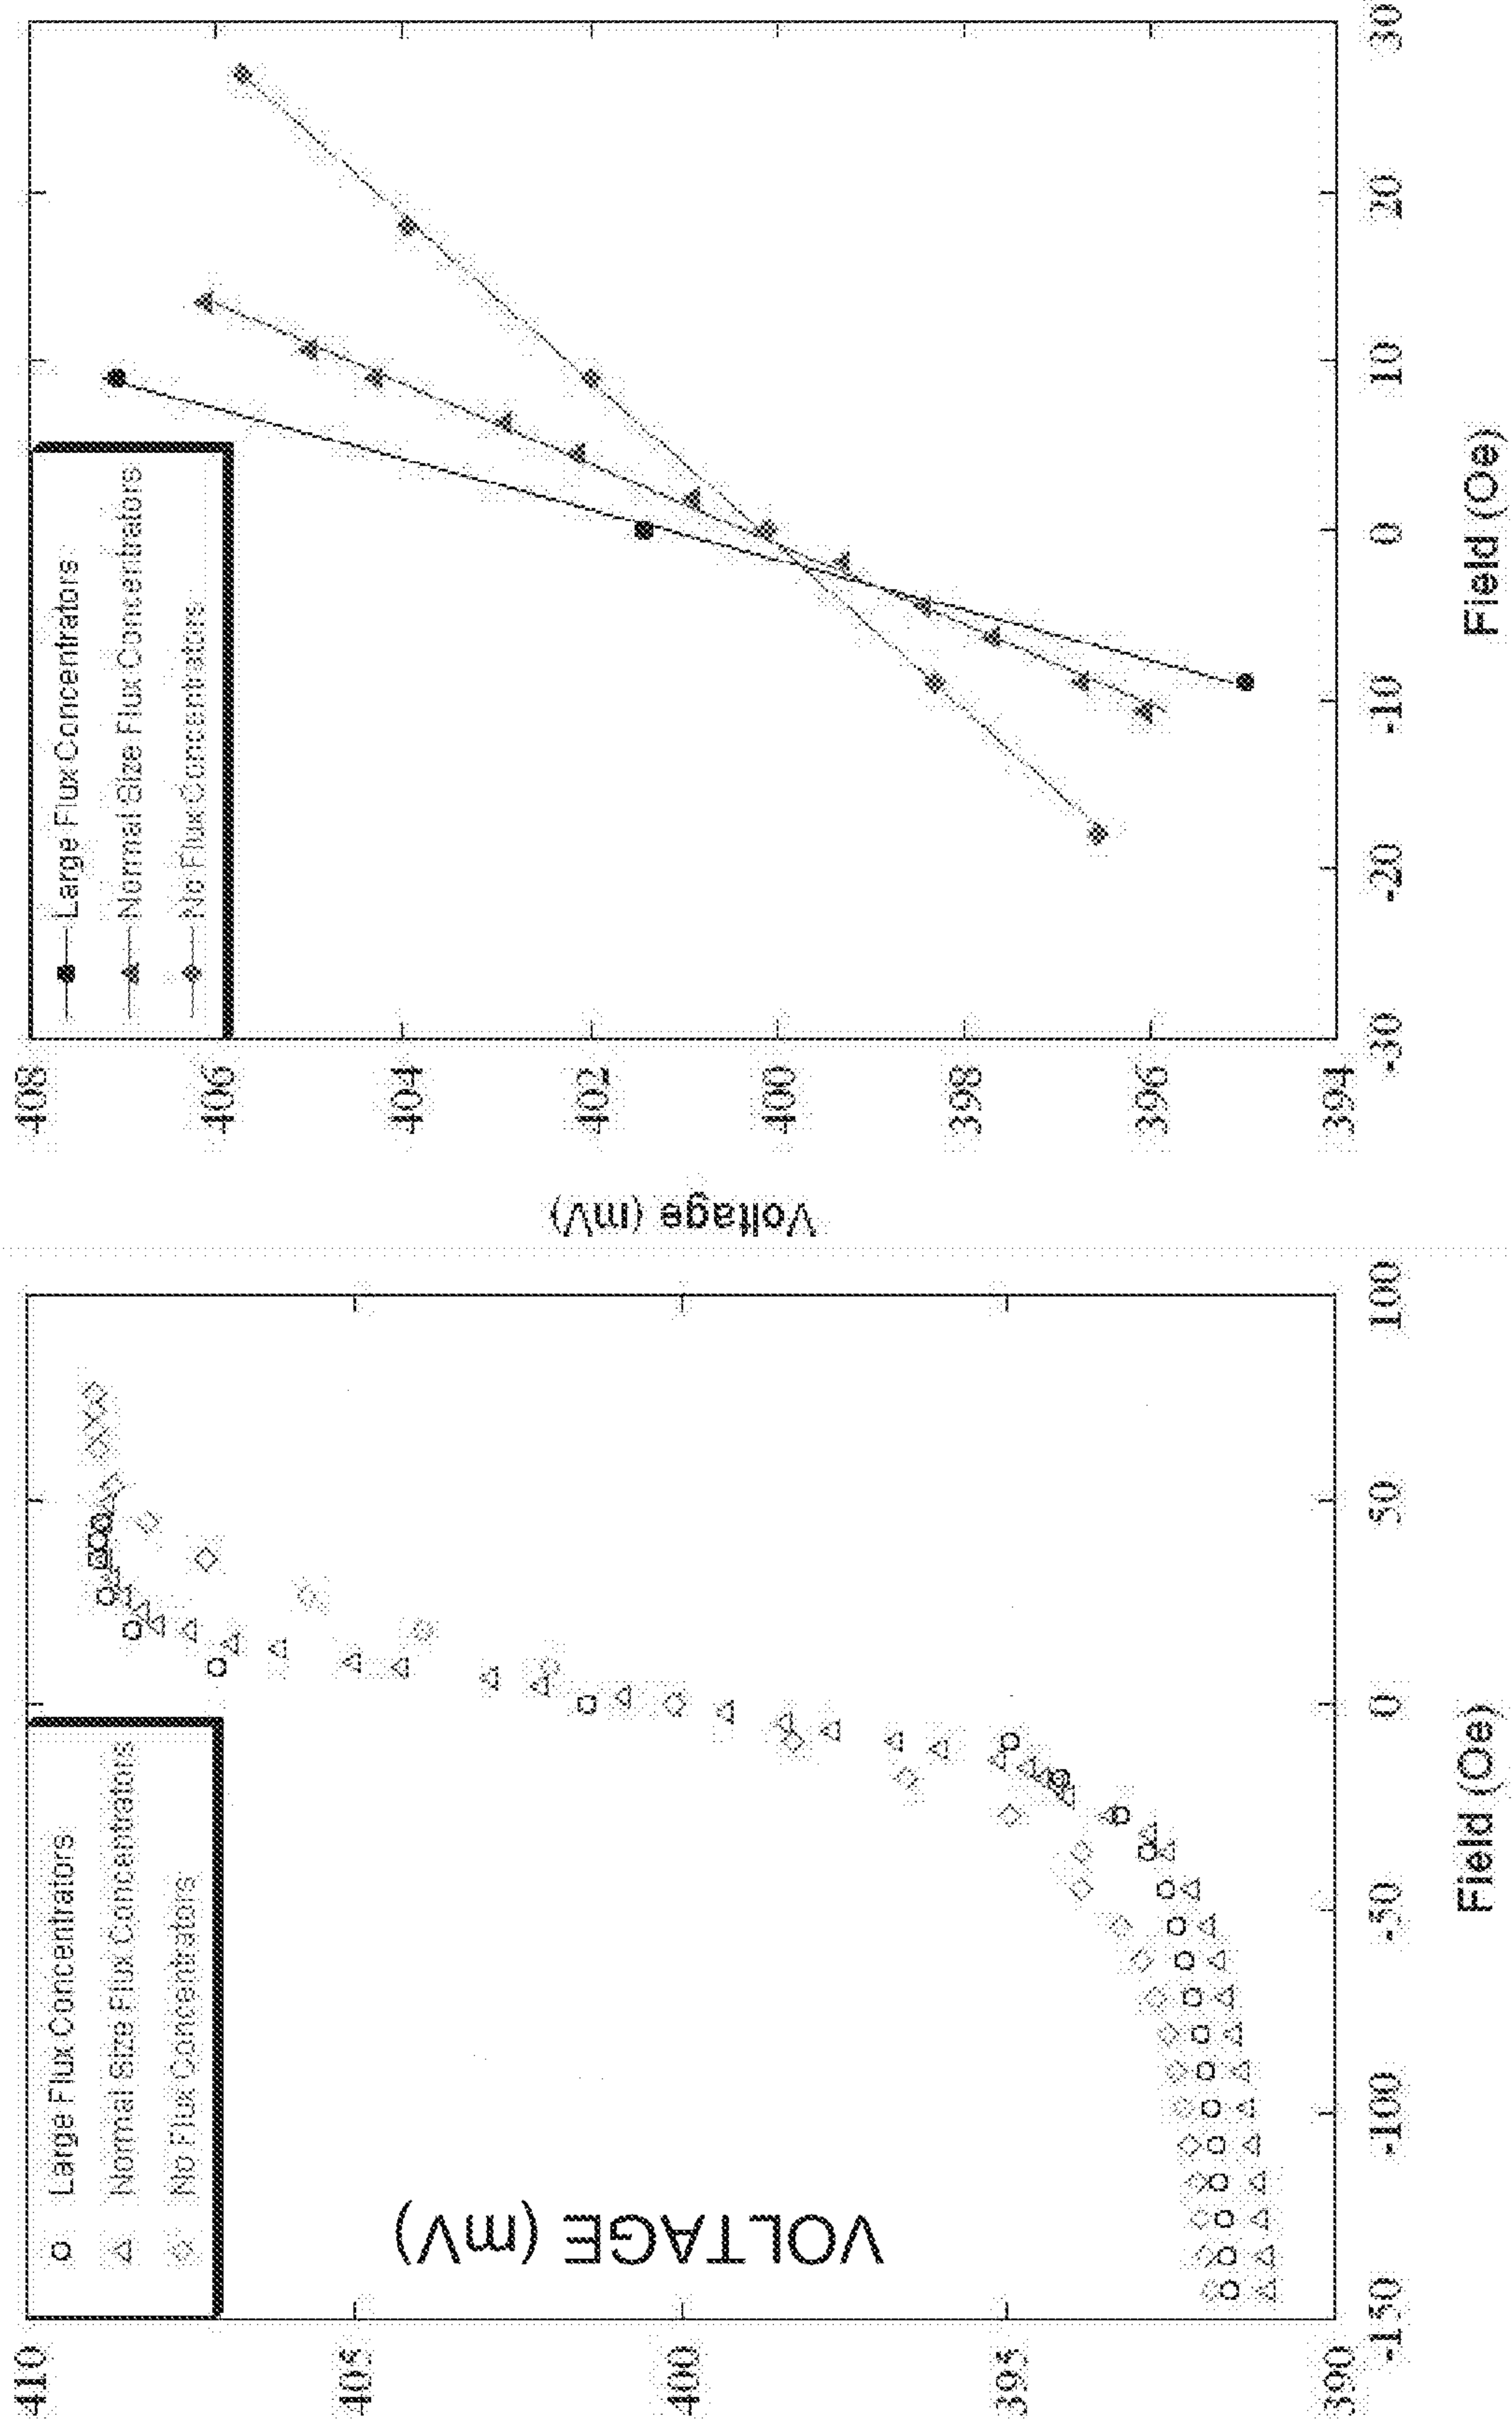 Large Flux Concentrators
Normal Size Flux Concentrators
No Flux Concentrators
VOLTAGE (mV)
410
405
400
395
390
-150
-100
-50
0
50
100
Field (Oe)
Large Flux Concentrators
Normal Size Flux Concentrators
No Flux Concentrators
Voltage (mV)
408
406
404
402
400
398
396
394
-30
-20
-10
0
10
20
30
Field (Oe)